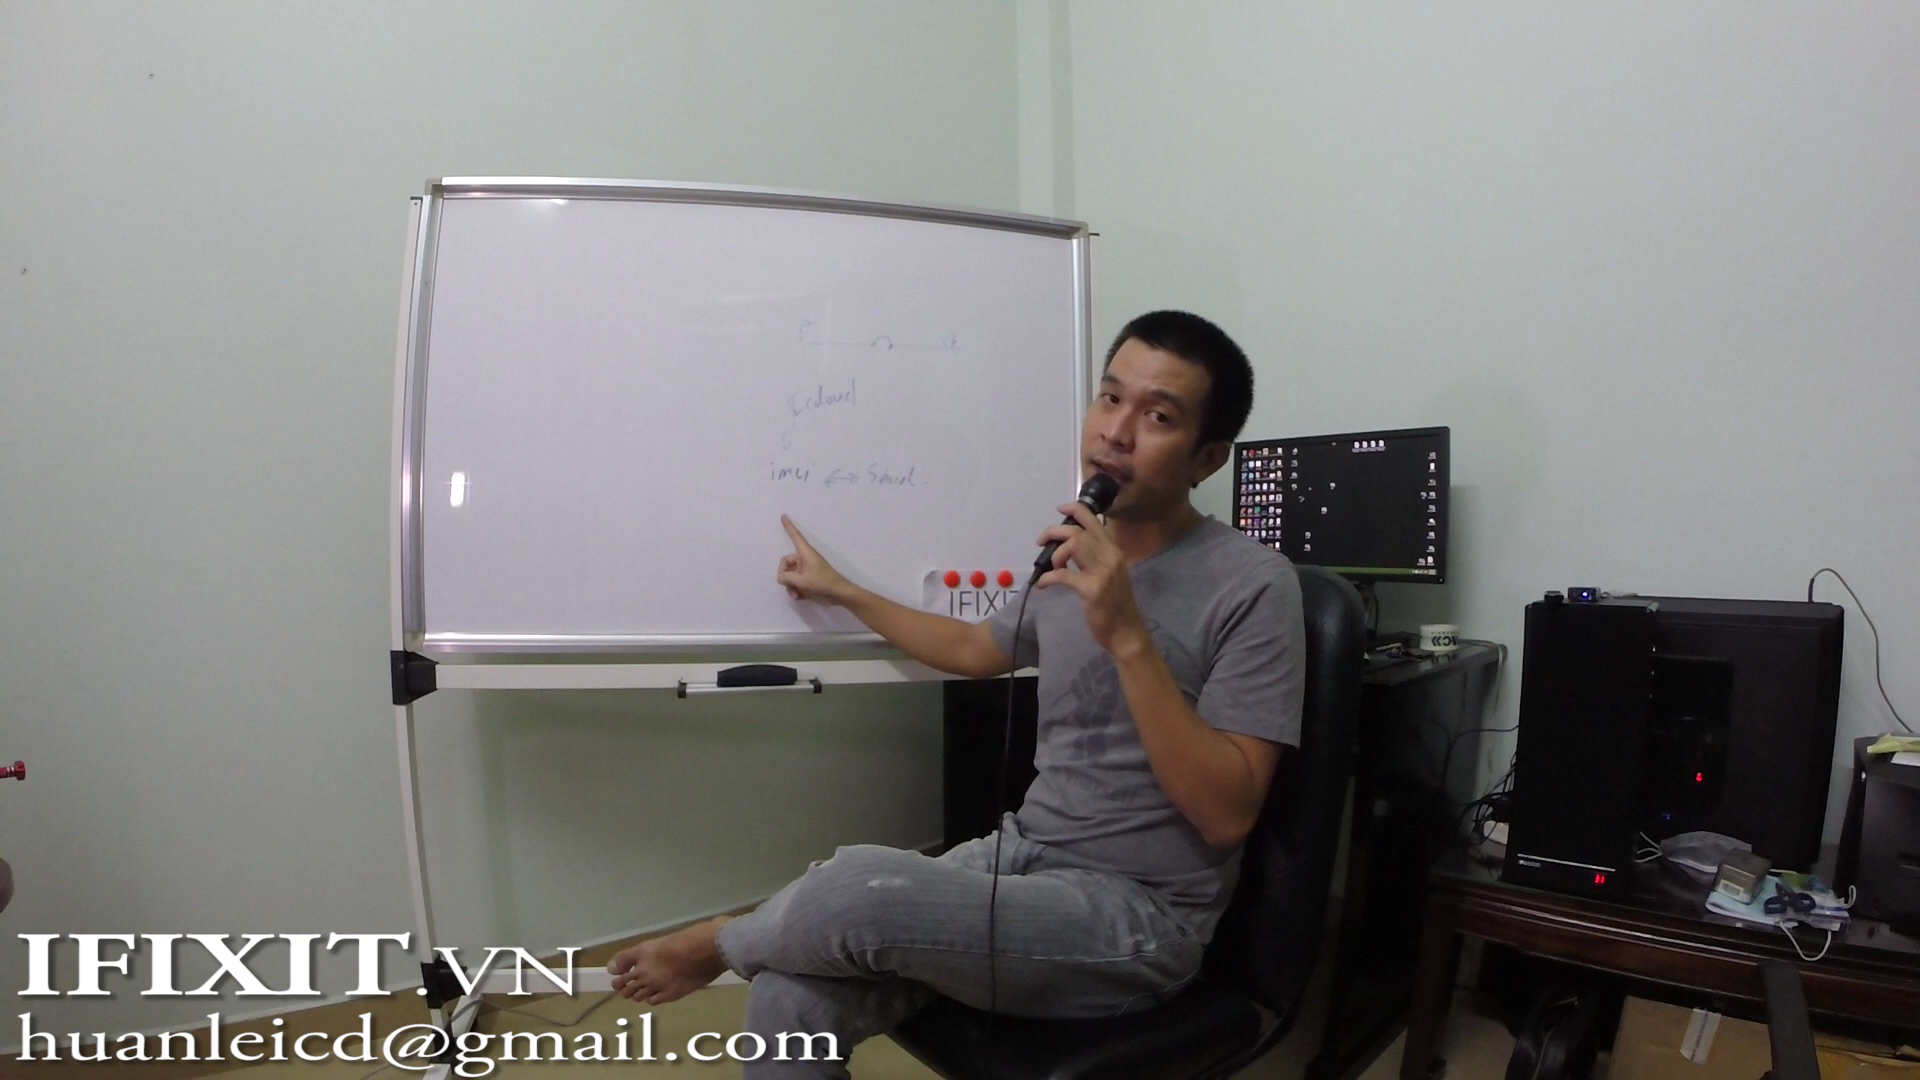 icloud
imei ↔ Serial.
IFIXIT
IFIXIT.VN
huanleicd@gmail.com